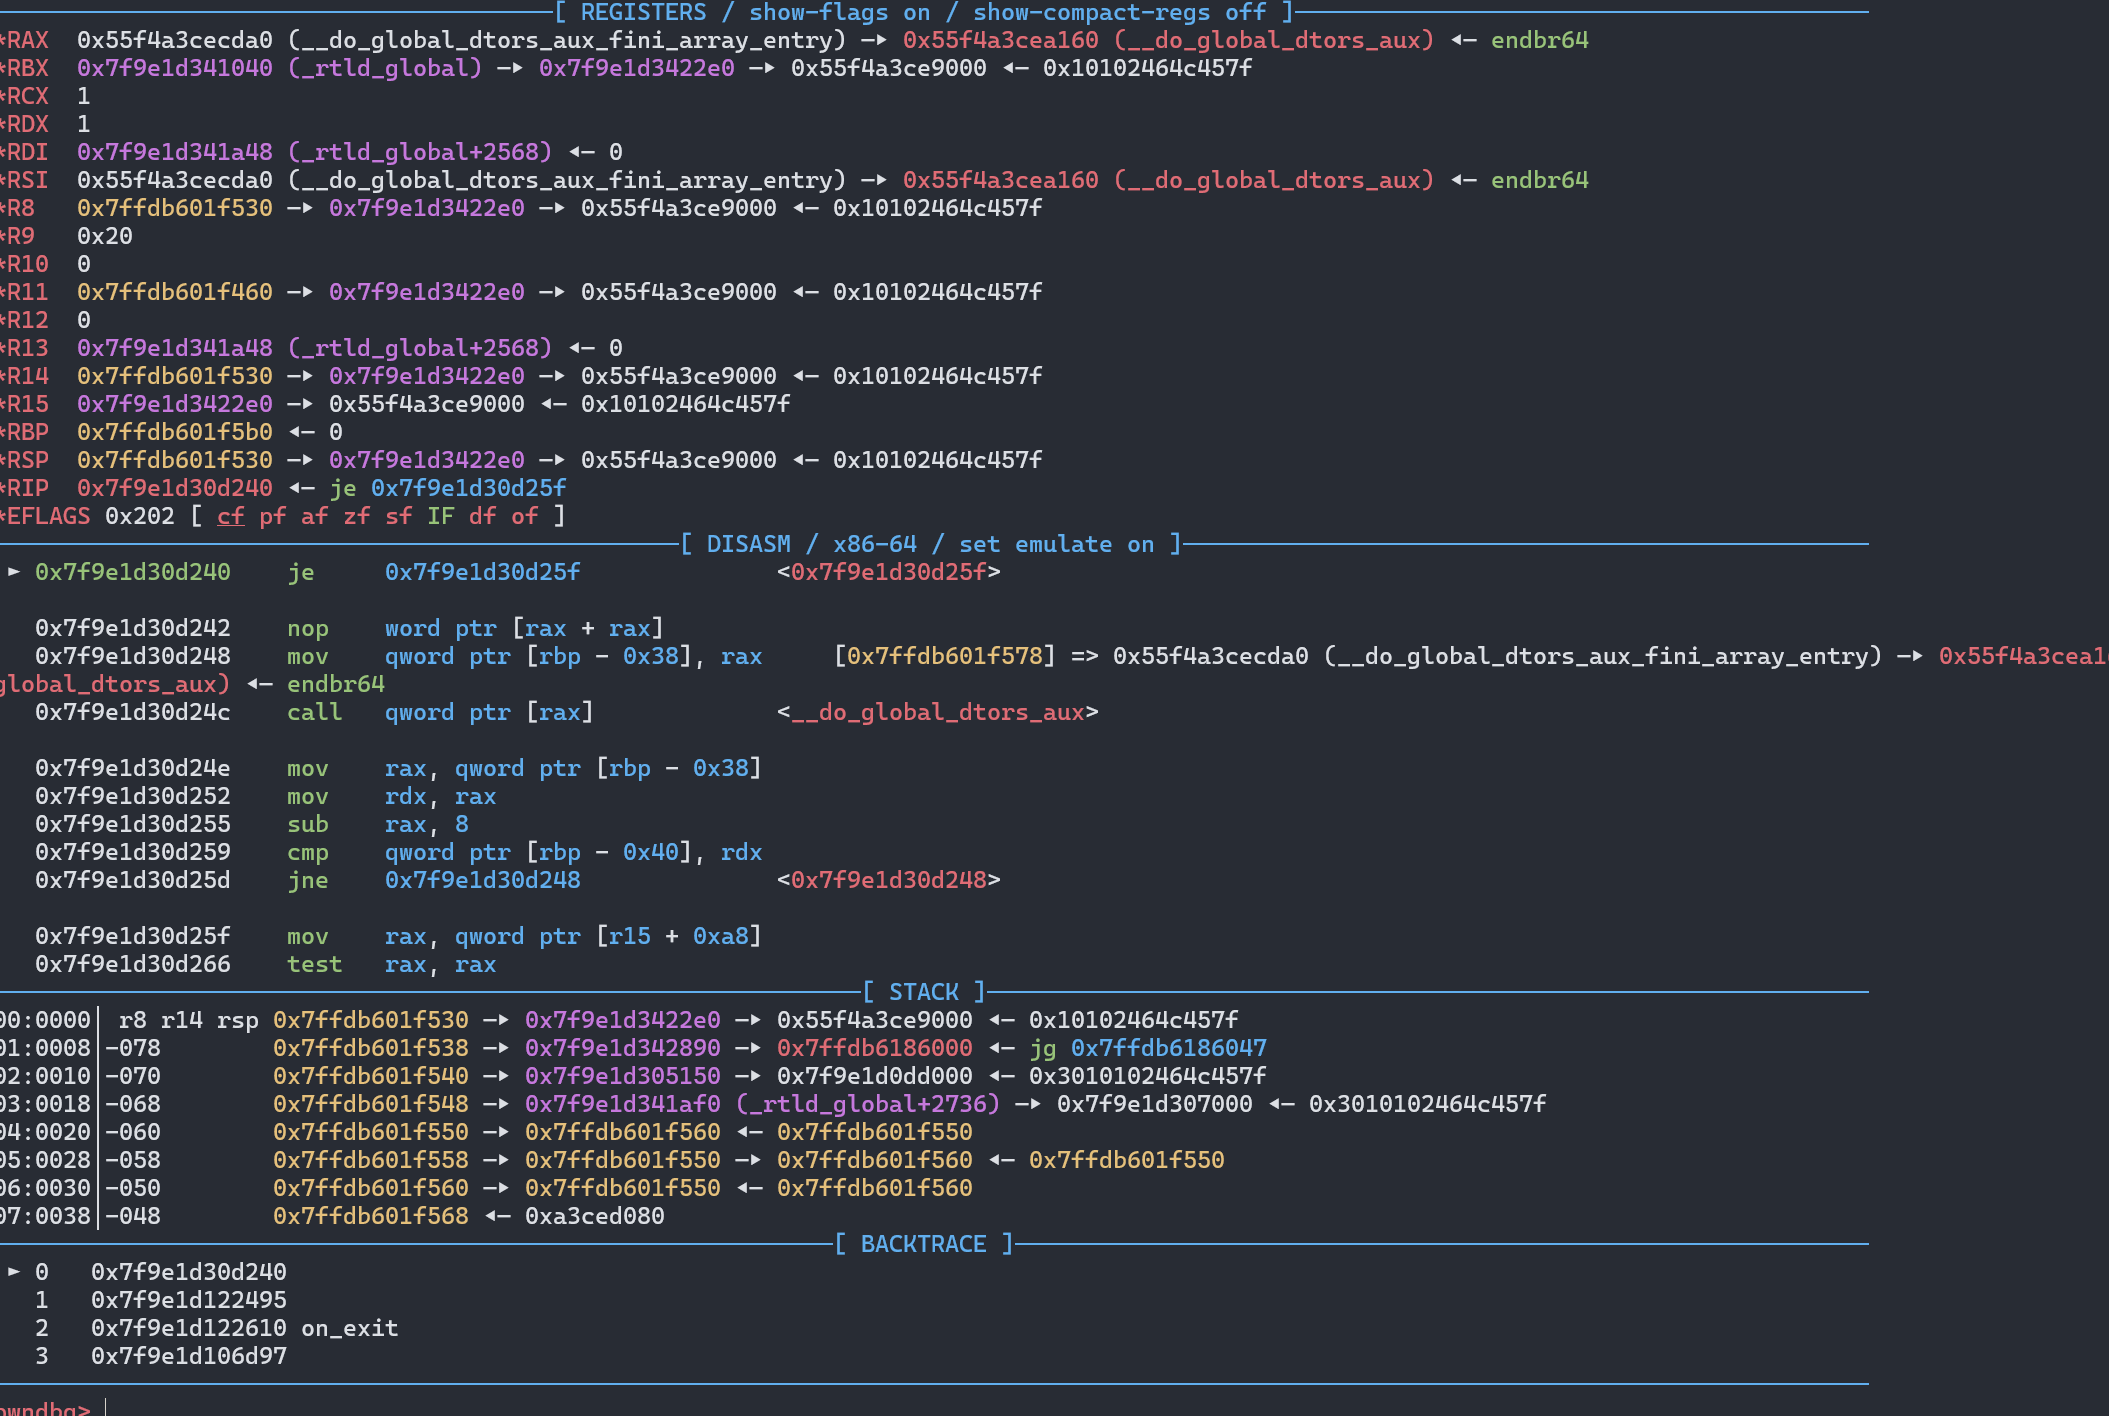 [ REGISTERS / show-flags on / show-compact-regs off ]
*RAX 0x55f4a3cecda0 (__do_global_dtors_aux_fini_array_entry) —▸ 0x55f4a3cea160 (__do_global_dtors_aux) ◂— endbr64
*RBX 0x7f9e1d341040 (_rtld_global) —▸ 0x7f9e1d3422e0 —▸ 0x55f4a3ce9000 ◂— 0x10102464c457f
*RCX 1
*RDX 1
*RDI 0x7f9e1d341a48 (_rtld_global+2568) ◂— 0
*RSI 0x55f4a3cecda0 (__do_global_dtors_aux_fini_array_entry) —▸ 0x55f4a3cea160 (__do_global_dtors_aux) ◂— endbr64
*R8 0x7ffdb601f530 —▸ 0x7f9e1d3422e0 —▸ 0x55f4a3ce9000 ◂— 0x10102464c457f
*R9 0x20
*R10 0
*R11 0x7ffdb601f460 —▸ 0x7f9e1d3422e0 —▸ 0x55f4a3ce9000 ◂— 0x10102464c457f
*R12 0
*R13 0x7f9e1d341a48 (_rtld_global+2568) ◂— 0
*R14 0x7ffdb601f530 —▸ 0x7f9e1d3422e0 —▸ 0x55f4a3ce9000 ◂— 0x10102464c457f
*R15 0x7f9e1d3422e0 —▸ 0x55f4a3ce9000 ◂— 0x10102464c457f
*RBP 0x7ffdb601f5b0 ◂— 0
*RSP 0x7ffdb601f530 —▸ 0x7f9e1d3422e0 —▸ 0x55f4a3ce9000 ◂— 0x10102464c457f
*RIP 0x7f9e1d30d240 ◂— je 0x7f9e1d30d25f
*EFLAGS 0x202 [ cf pf af zf sf IF df of ]
[ DISASM / x86-64 / set emulate on ]
► 0x7f9e1d30d240 je 0x7f9e1d30d25f <0x7f9e1d30d25f>
0x7f9e1d30d242 nop word ptr [rax + rax]
0x7f9e1d30d248 mov qword ptr [rbp - 0x38], rax [0x7ffdb601f578] => 0x55f4a3cecda0 (__do_global_dtors_aux_fini_array_entry) —▸ 0x55f4a3cea1
global_dtors_aux) ◂— endbr64
0x7f9e1d30d24c call qword ptr [rax] <__do_global_dtors_aux>
0x7f9e1d30d24e mov rax, qword ptr [rbp - 0x38]
0x7f9e1d30d252 mov rdx, rax
0x7f9e1d30d255 sub rax, 8
0x7f9e1d30d259 cmp qword ptr [rbp - 0x40], rdx
0x7f9e1d30d25d jne 0x7f9e1d30d248 <0x7f9e1d30d248>
0x7f9e1d30d25f mov rax, qword ptr [r15 + 0xa8]
0x7f9e1d30d266 test rax, rax
[ STACK ]
00:0000│ r8 r14 rsp 0x7ffdb601f530 —▸ 0x7f9e1d3422e0 —▸ 0x55f4a3ce9000 ◂— 0x10102464c457f
01:0008│-078 0x7ffdb601f538 —▸ 0x7f9e1d342890 —▸ 0x7ffdb6186000 ◂— jg 0x7ffdb6186047
02:0010│-070 0x7ffdb601f540 —▸ 0x7f9e1d305150 —▸ 0x7f9e1d0dd000 ◂— 0x3010102464c457f
03:0018│-068 0x7ffdb601f548 —▸ 0x7f9e1d341af0 (_rtld_global+2736) —▸ 0x7f9e1d307000 ◂— 0x3010102464c457f
04:0020│-060 0x7ffdb601f550 —▸ 0x7ffdb601f560 ◂— 0x7ffdb601f550
05:0028│-058 0x7ffdb601f558 —▸ 0x7ffdb601f550 —▸ 0x7ffdb601f560 ◂— 0x7ffdb601f550
06:0030│-050 0x7ffdb601f560 —▸ 0x7ffdb601f550 ◂— 0x7ffdb601f560
07:0038│-048 0x7ffdb601f568 ◂— 0xa3ced080
[ BACKTRACE ]
► 0 0x7f9e1d30d240
1 0x7f9e1d122495
2 0x7f9e1d122610 on_exit
3 0x7f9e1d106d97
pwndbg>